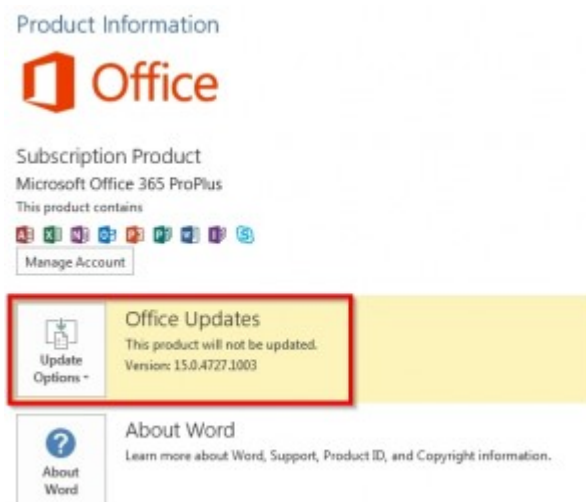 Product Information
Office
Subscription Product
Microsoft Office 365 ProPlus
This product contains
Manage Account
Office Updates
This product will not be updated.
Version: 15.0.4727.1003
Update
Options
About Word
Learn more about Word, Support, Product ID, and Copyright information.
About
Word